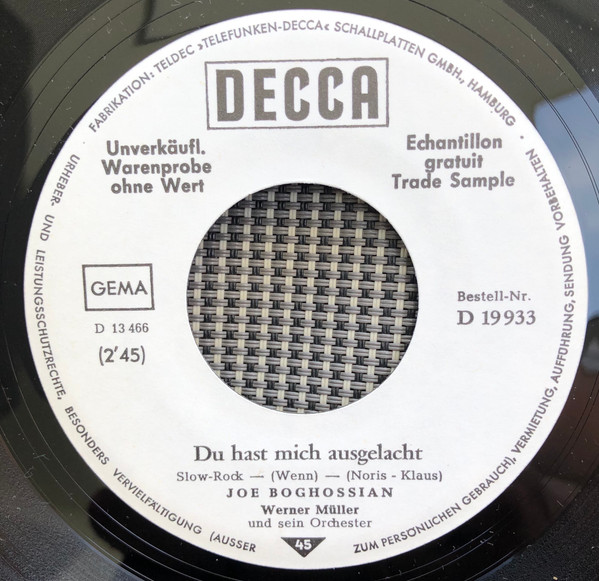 FABRIKATION: TELDEC »TELEFUNKEN-DECCA« SCHALLPLATTEN GMBH., HAMBURG •
URHEBER- UND LEISTUNGSSCHUTZRECHTE, BESONDERS VERVIELFÄLTIGUNG (AUSSER ZUM PERSÖNLICHEN GEBRAUCH), VERMIETUNG, AUFFÜHRUNG, SENDUNG VORBEHALTEN •
DECCA
Unverkäufl.
Warenprobe
ohne Wert
Echantillon
gratuit
Trade Sample
GEMA
D 13 466
(2'45)
Bestell-Nr.
D 19 933
Du hast mich ausgelacht
Slow-Rock — (Wenn) — (Noris - Klaus)
JOE BOGHOSSIAN
Werner Müller
und sein Orchester
45